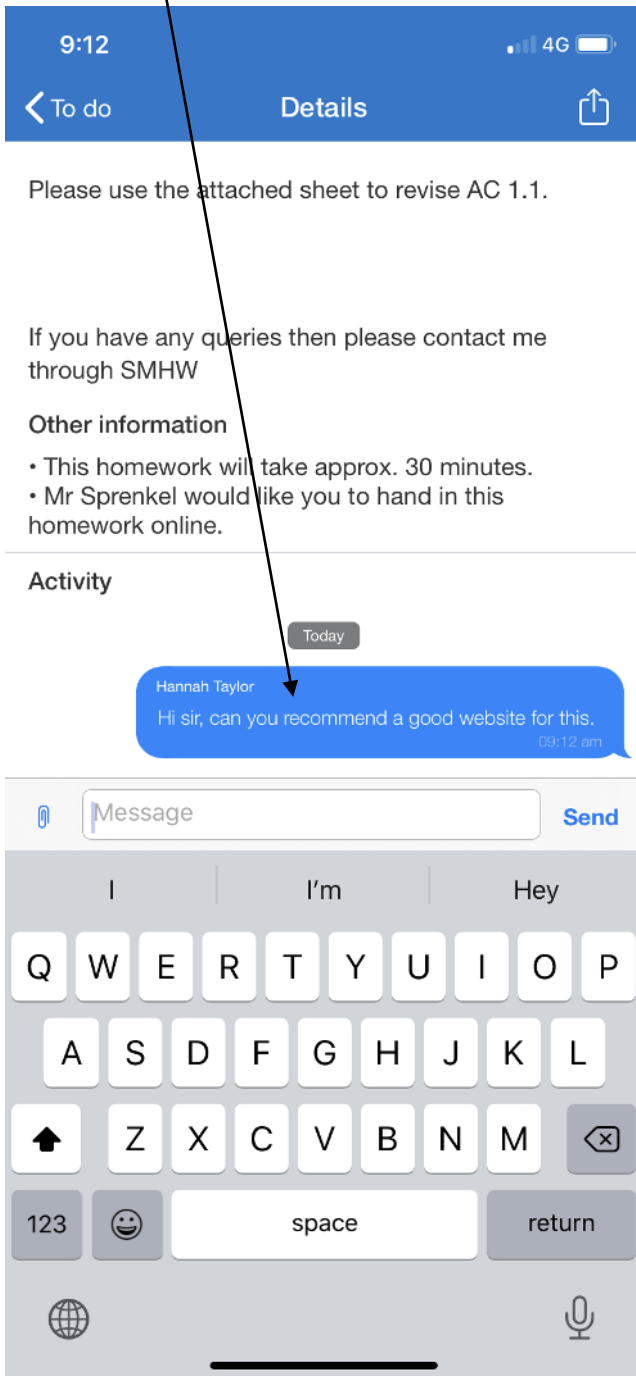 9:12 4G
To do Details
Please use the attached sheet to revise AC 1.1.
If you have any queries then please contact me
through SMHW
Other information
• This homework will take approx. 30 minutes.
• Mr Sprenkel would like you to hand in this
homework online.
Activity
Today
Hannah Taylor
Hi sir, can you recommend a good website for this.
09:12 am
Message Send
I I'm Hey
Q W E R T Y U I O P
A S D F G H J K L
Z X C V B N M
123 space return